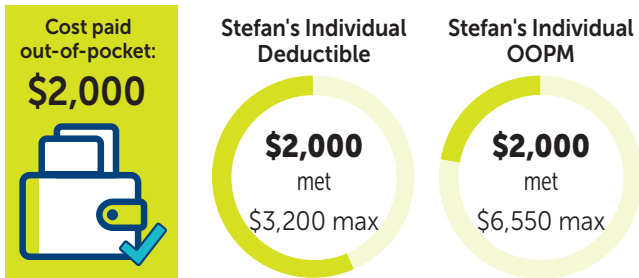 Cost paid
out-of-pocket:
$2,000
Stefan's Individual
Deductible
$2,000
met
$3,200 max
Stefan's Individual
OOPM
$2,000
met
$6,550 max